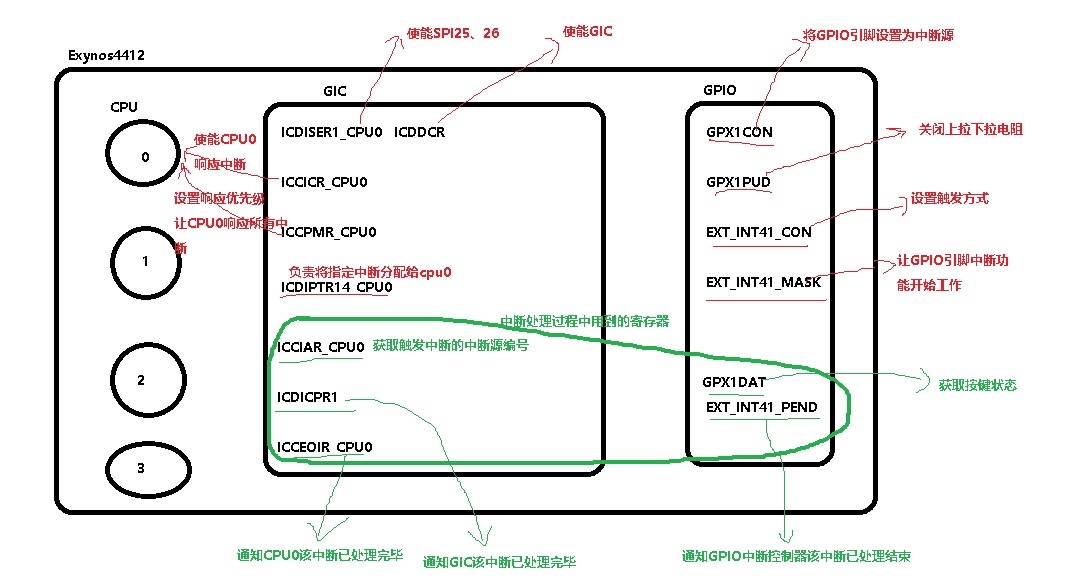 使能SPI25、26
使能GIC
将GPIO引脚设置为中断源
Exynos4412
GIC
GPIO
CPU
ICDISER1_CPU0 ICDDCR
GPX1CON
关闭上拉下拉电阻
使能CPU0
响应中断
0
ICCICR_CPU0
GPX1PUD
设置响应优先级
让CPU0响应所有中
断
ICCPMR_CPU0
设置触发方式
EXT_INT41_CON
1
负责将指定中断分配给cpu0
ICDIPTR14_CPU0
让GPIO引脚中断功
能开始工作
EXT_INT41_MASK
中断处理过程中用到的寄存器
ICCIAR_CPU0 获取触发中断的中断源编号
2
GPX1DAT
获取按键状态
ICDICPR1
EXT_INT41_PEND
ICCEOIR_CPU0
3
通知CPU0该中断已处理完毕
通知GIC该中断已处理完毕
通知GPIO中断控制器该中断已处理结束